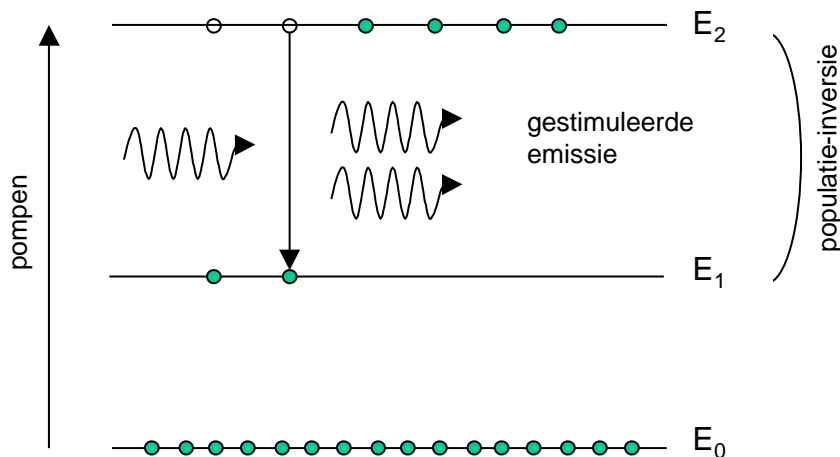 E2
gestimuleerde
emissie
populatie-inversie
pompen
E1
E0